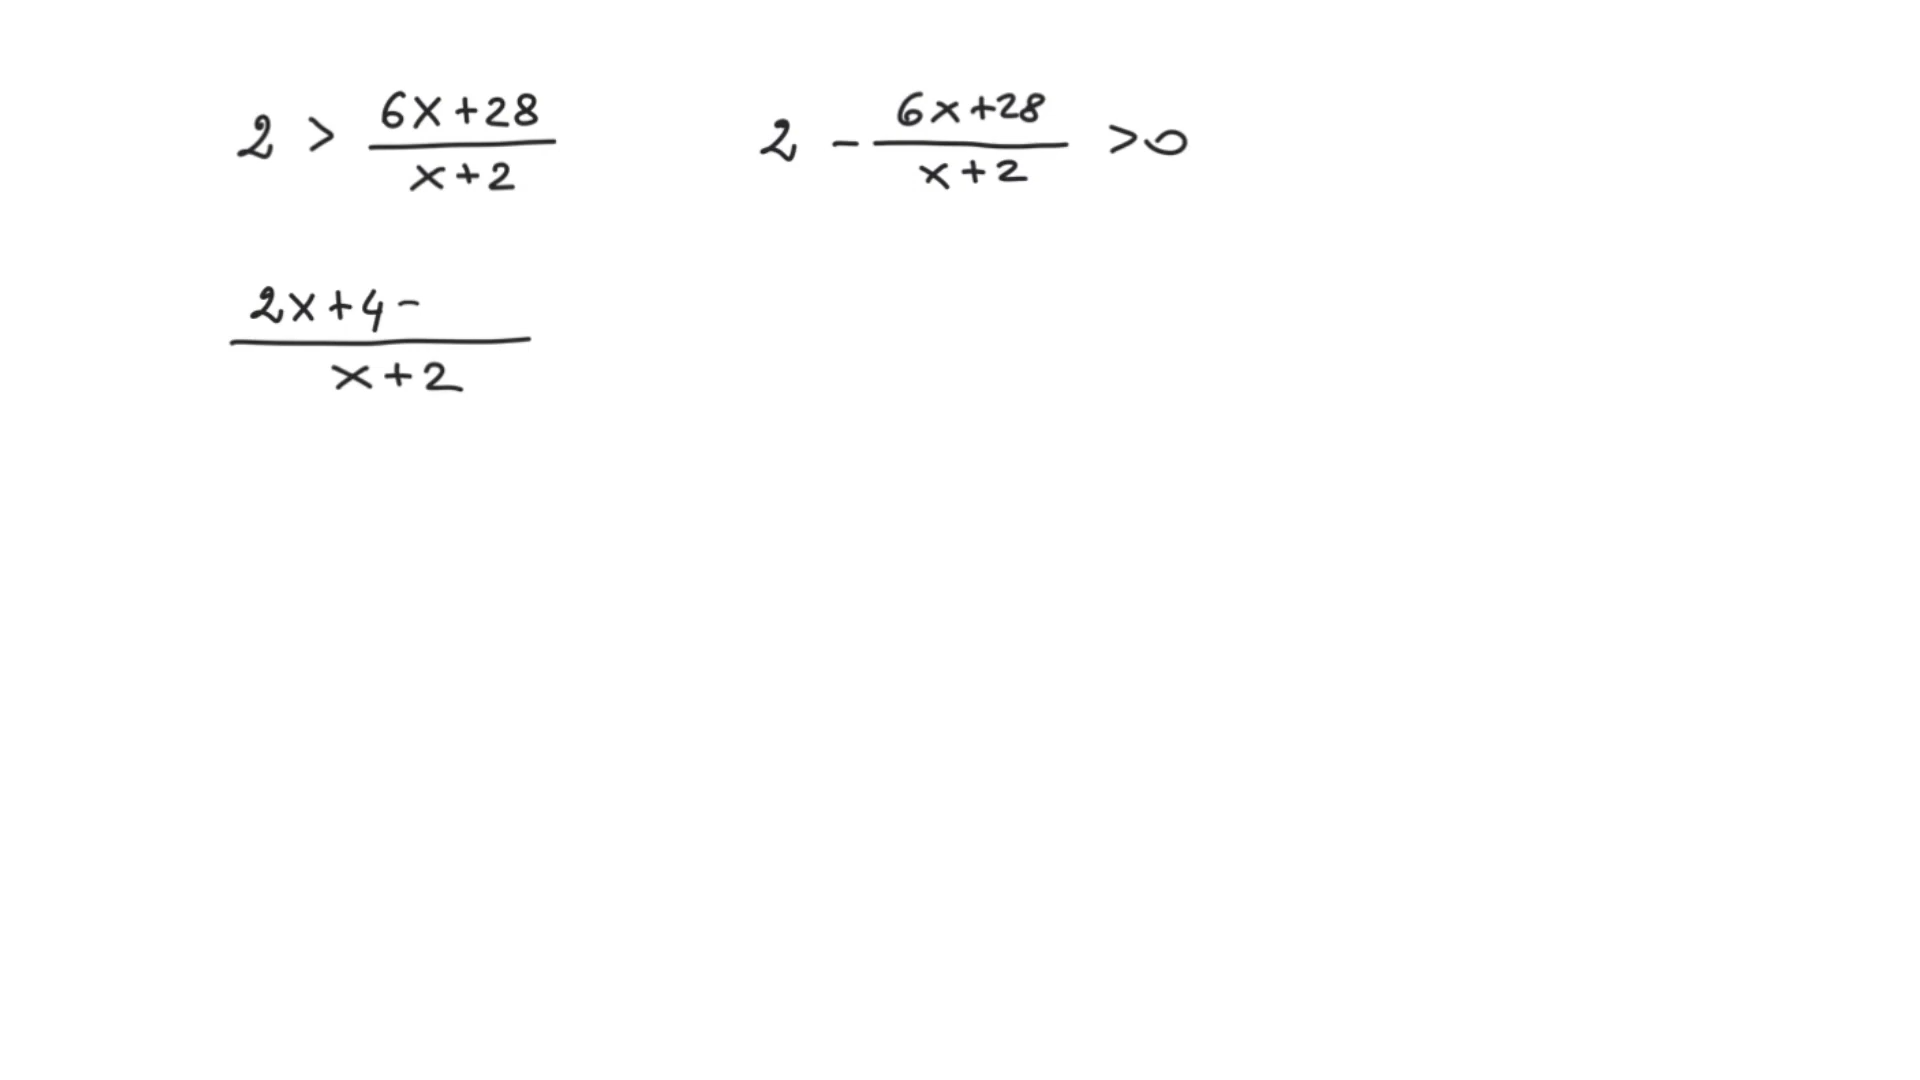 2 > (6x+28)/(x+2)    2 - (6x+28)/(x+2) > 0
(2x+4-)/(x+2)